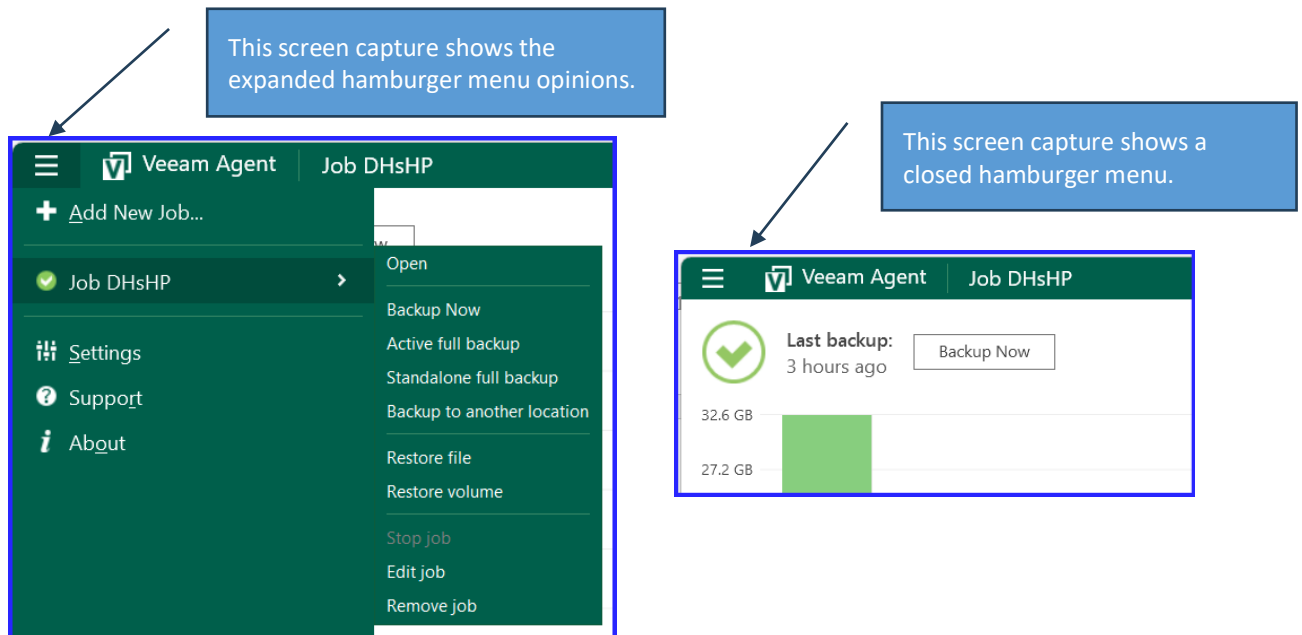 This screen capture shows the
expanded hamburger menu opinions.
This screen capture shows a
closed hamburger menu.
Veeam Agent
Job DHsHP
Add New Job...
Job DHsHP
Settings
Support
About
Open
Backup Now
Active full backup
Standalone full backup
Backup to another location
Restore file
Restore volume
Stop job
Edit job
Remove job
Veeam Agent
Job DHsHP
Last backup:
3 hours ago
Backup Now
32.6 GB
27.2 GB